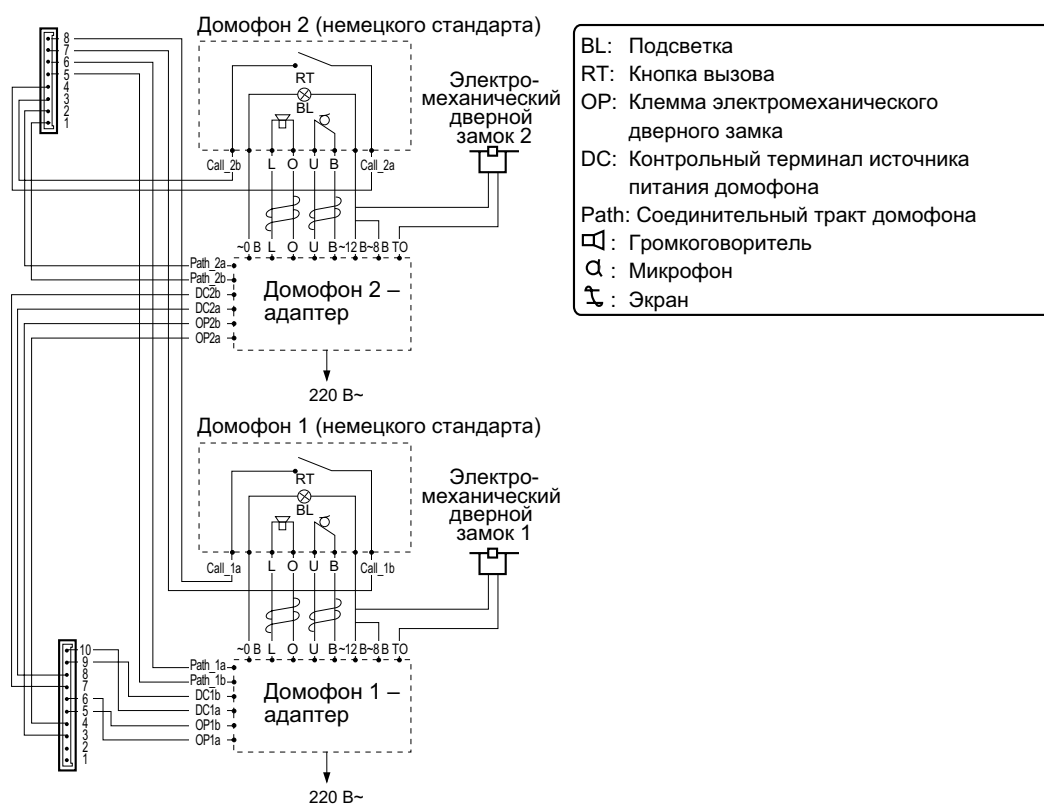 Домофон 2 (немецкого стандарта)
8
7
6
5
4
3
2
1
RT
BL
Call_2b
L O U B
Call_2a
Электро-
механический
дверной
замок 2
~0 В L O U B~12 В~8 В TO
Path_2a
Path_2b
DC2b
DC2a
OP2b
OP2a
Домофон 2 –
адаптер
220 В~
Домофон 1 (немецкого стандарта)
RT
BL
Call_1a
L O U B
Call_1b
Электро-
механический
дверной
замок 1
~0 В L O U B~12 В~8 В TO
10
9
8
7
6
5
4
3
2
1
Path_1a
Path_1b
DC1b
DC1a
OP1b
OP1a
Домофон 1 –
адаптер
220 В~
BL: Подсветка
RT: Кнопка вызова
OP: Клемма электромеханического
дверного замка
DC: Контрольный терминал источника
питания домофона
Path: Соединительный тракт домофона
: Громкоговоритель
: Микрофон
: Экран